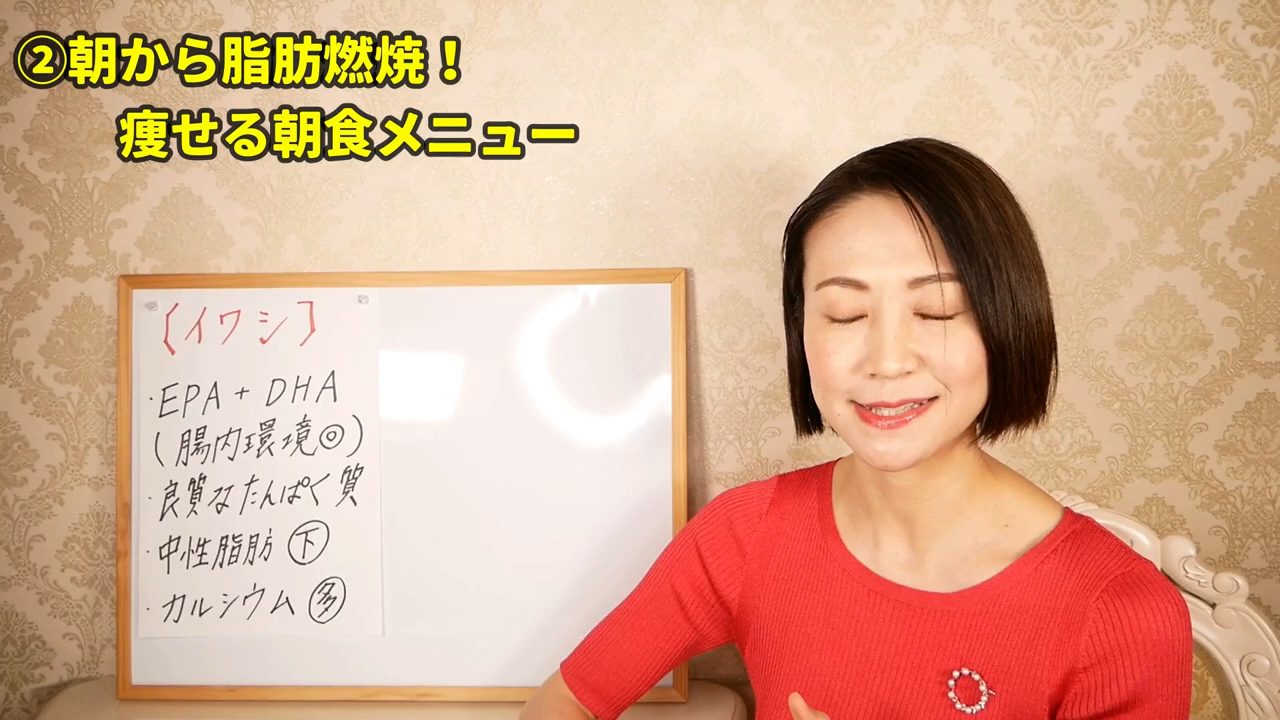 ②朝から脂肪燃焼！
痩せる朝食メニュー
〔イワシ〕
・EPA+DHA
(腸内環境◎)
・良質なたんぱく質
・中性脂肪 下
・カルシウム 多